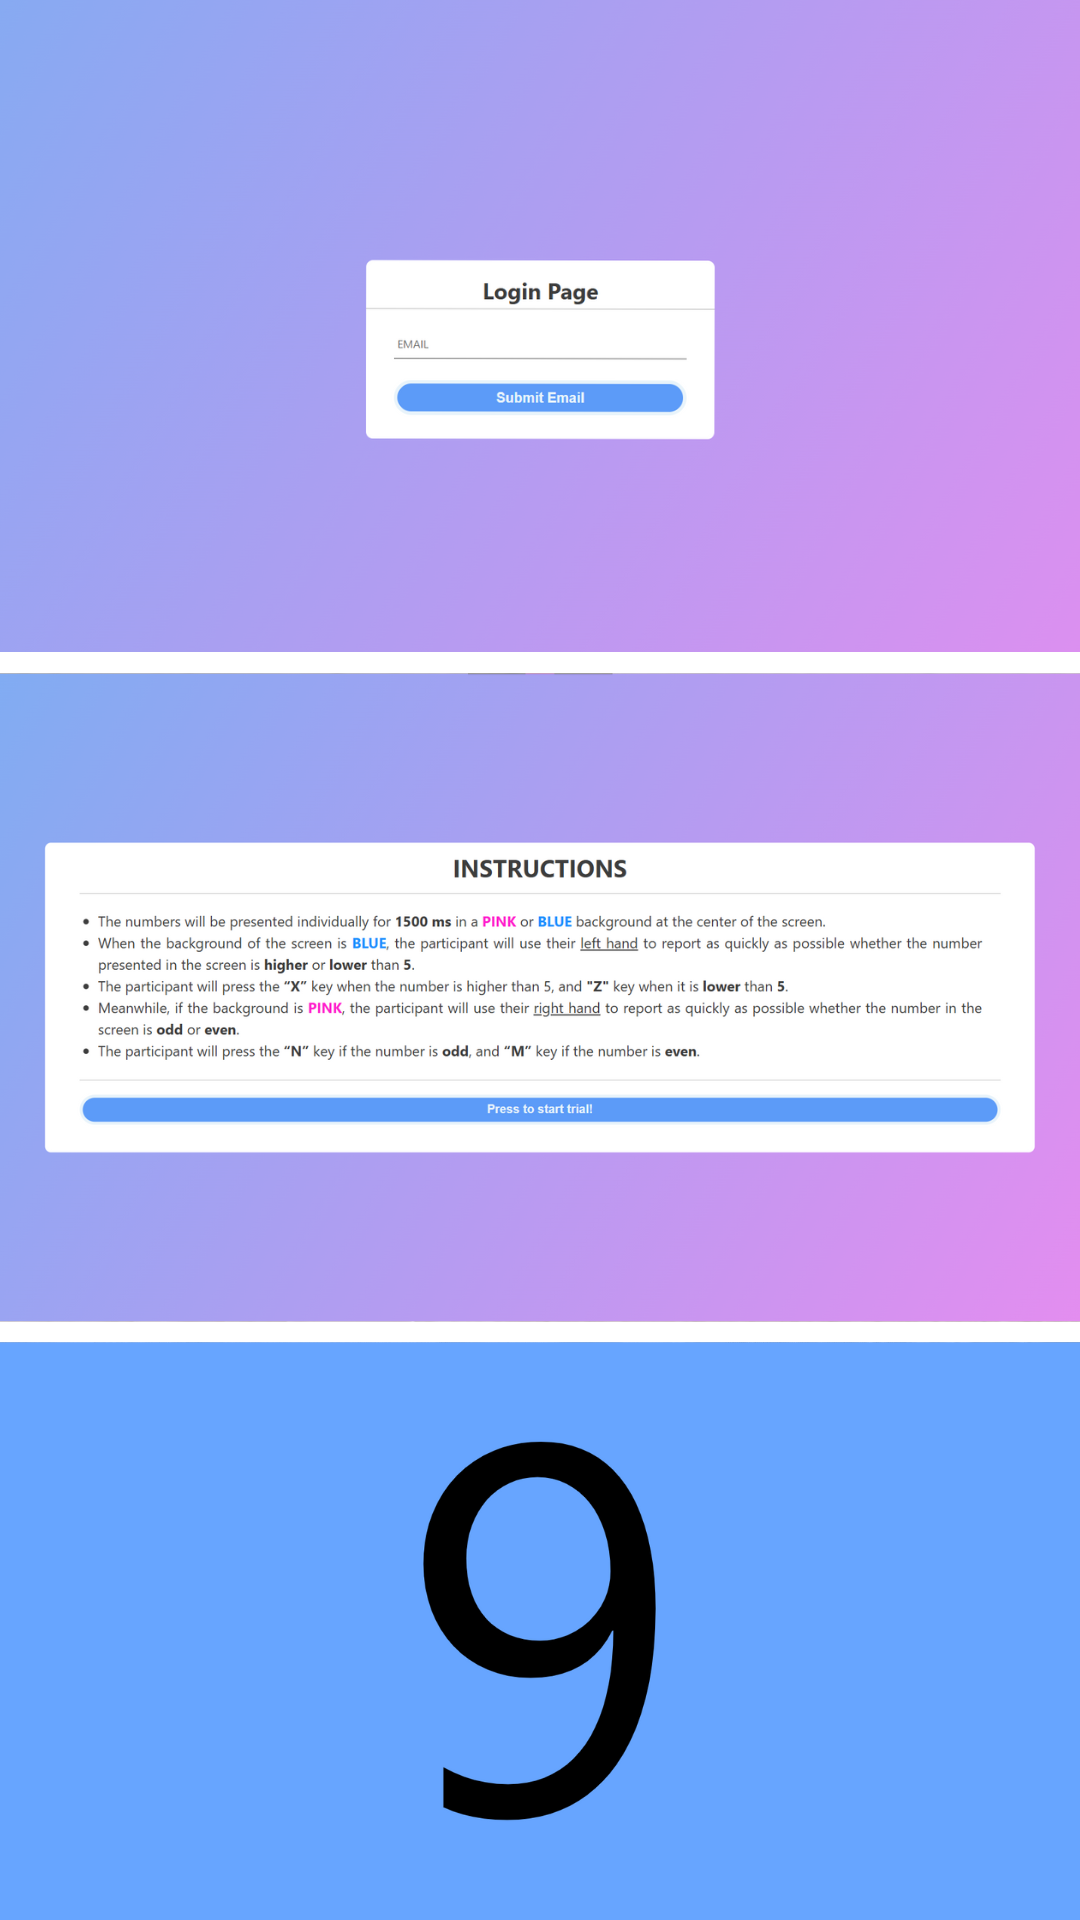 Login Page
EMAIL
Submit Email
INSTRUCTIONS
• The numbers will be presented individually for 1500 ms in a PINK or BLUE background at the center of the screen.
• When the background of the screen is BLUE, the participant will use their left hand to report as quickly as possible whether the number
presented in the screen is higher or lower than 5.
• The participant will press the “X” key when the number is higher than 5, and "Z" key when it is lower than 5.
• Meanwhile, if the background is PINK, the participant will use their right hand to report as quickly as possible whether the number in the
screen is odd or even.
• The participant will press the “N” key if the number is odd, and “M” key if the number is even.
Press to start trial!
9